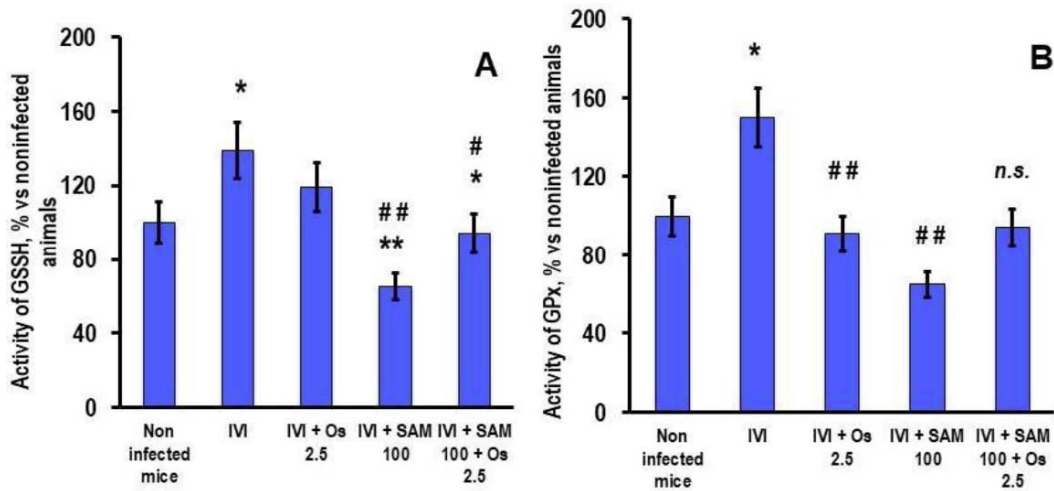 A
Activity of GSSH, % vs noninfected
animals
200
160
120
80
40
0
*
##
**
#
*
Non
infected
mice
IVI
IVI + Os
2.5
IVI + SAM
100
IVI + SAM
100 + Os
2.5
B
Activity of GPx, % vs noninfected animals
200
160
120
80
40
0
*
##
##
n.s.
Non
infected
mice
IVI
IVI + Os
2.5
IVI + SAM
100
IVI + SAM
100 + Os
2.5